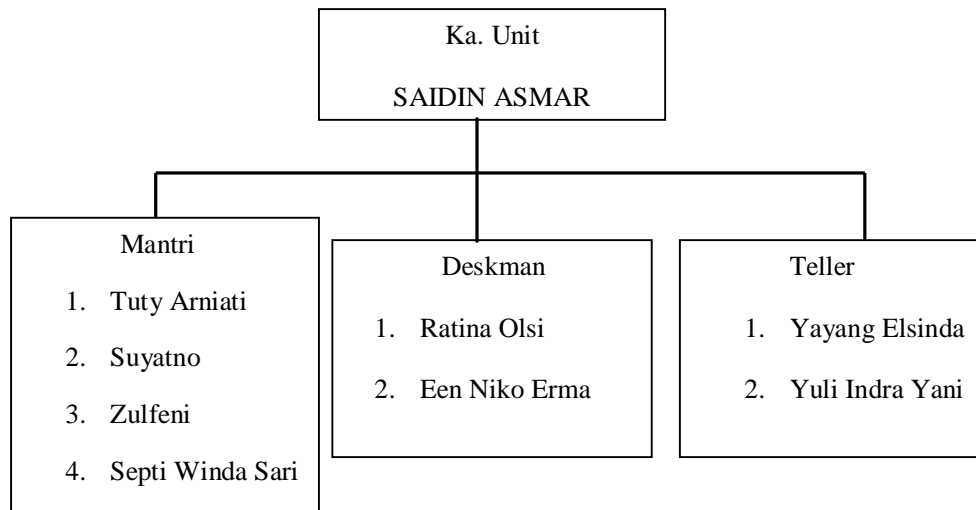 Ka. Unit
SAIDIN ASMAR
Mantri
1. Tuty Arniati
2. Suyatno
3. Zulfeni
4. Septi Winda Sari
Deskman
1. Ratina Olsi
2. Een Niko Erma
Teller
1. Yayang Elsinda
2. Yuli Indra Yani